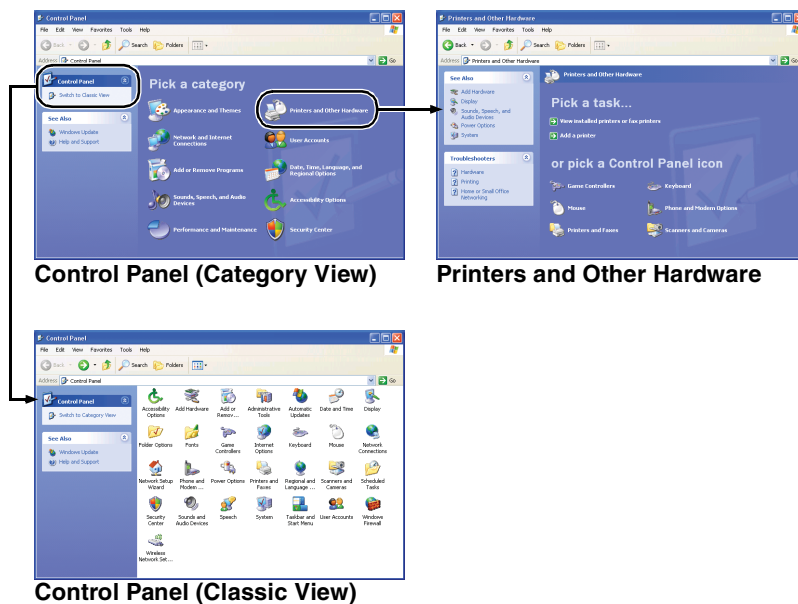 Control Panel
File Edit View Favorites Tools Help
Back Search Folders
Address Control Panel Go
Control Panel
Switch to Classic View
See Also
Windows Update
Help and Support
Pick a category
Appearance and Themes
Printers and Other Hardware
Network and Internet Connections
User Accounts
Add or Remove Programs
Date, Time, Language, and Regional Options
Sounds, Speech, and Audio Devices
Accessibility Options
Performance and Maintenance
Security Center
Control Panel (Category View)
Printers and Other Hardware
File Edit View Favorites Tools Help
Back Search Folders
Address Printers and Other Hardware Go
See Also
Add Hardware
Display
Sounds, Speech, and Audio Devices
Power Options
System
Troubleshooters
Hardware
Printing
Home or Small Office Networking
Printers and Other Hardware
Pick a task...
View installed printers or fax printers
Add a printer
or pick a Control Panel icon
Game Controllers
Keyboard
Mouse
Phone and Modem Options
Printers and Faxes
Scanners and Cameras
Printers and Other Hardware
Control Panel
File Edit View Favorites Tools Help
Back Search Folders
Address Control Panel Go
Control Panel
Switch to Category View
See Also
Windows Update
Help and Support
Accessibility Options
Add Hardware
Add or Remov...
Administrative Tools
Automatic Updates
Date and Time
Display
Folder Options
Fonts
Game Controllers
Internet Options
Keyboard
Mouse
Network Connections
Network Setup Wizard
Phone and Modem ...
Power Options
Printers and Faxes
Regional and Language ...
Scanners and Cameras
Scheduled Tasks
Security Center
Sounds and Audio Devices
Speech
System
Taskbar and Start Menu
User Accounts
Windows Firewall
Wireless Network Set...
Control Panel (Classic View)